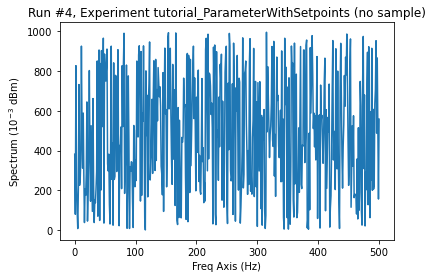 Run #4, Experiment tutorial_ParameterWithSetpoints (no sample)
Spectrum (10⁻³ dBm)
1000
800
600
400
200
0
0 100 200 300 400 500
Freq Axis (Hz)